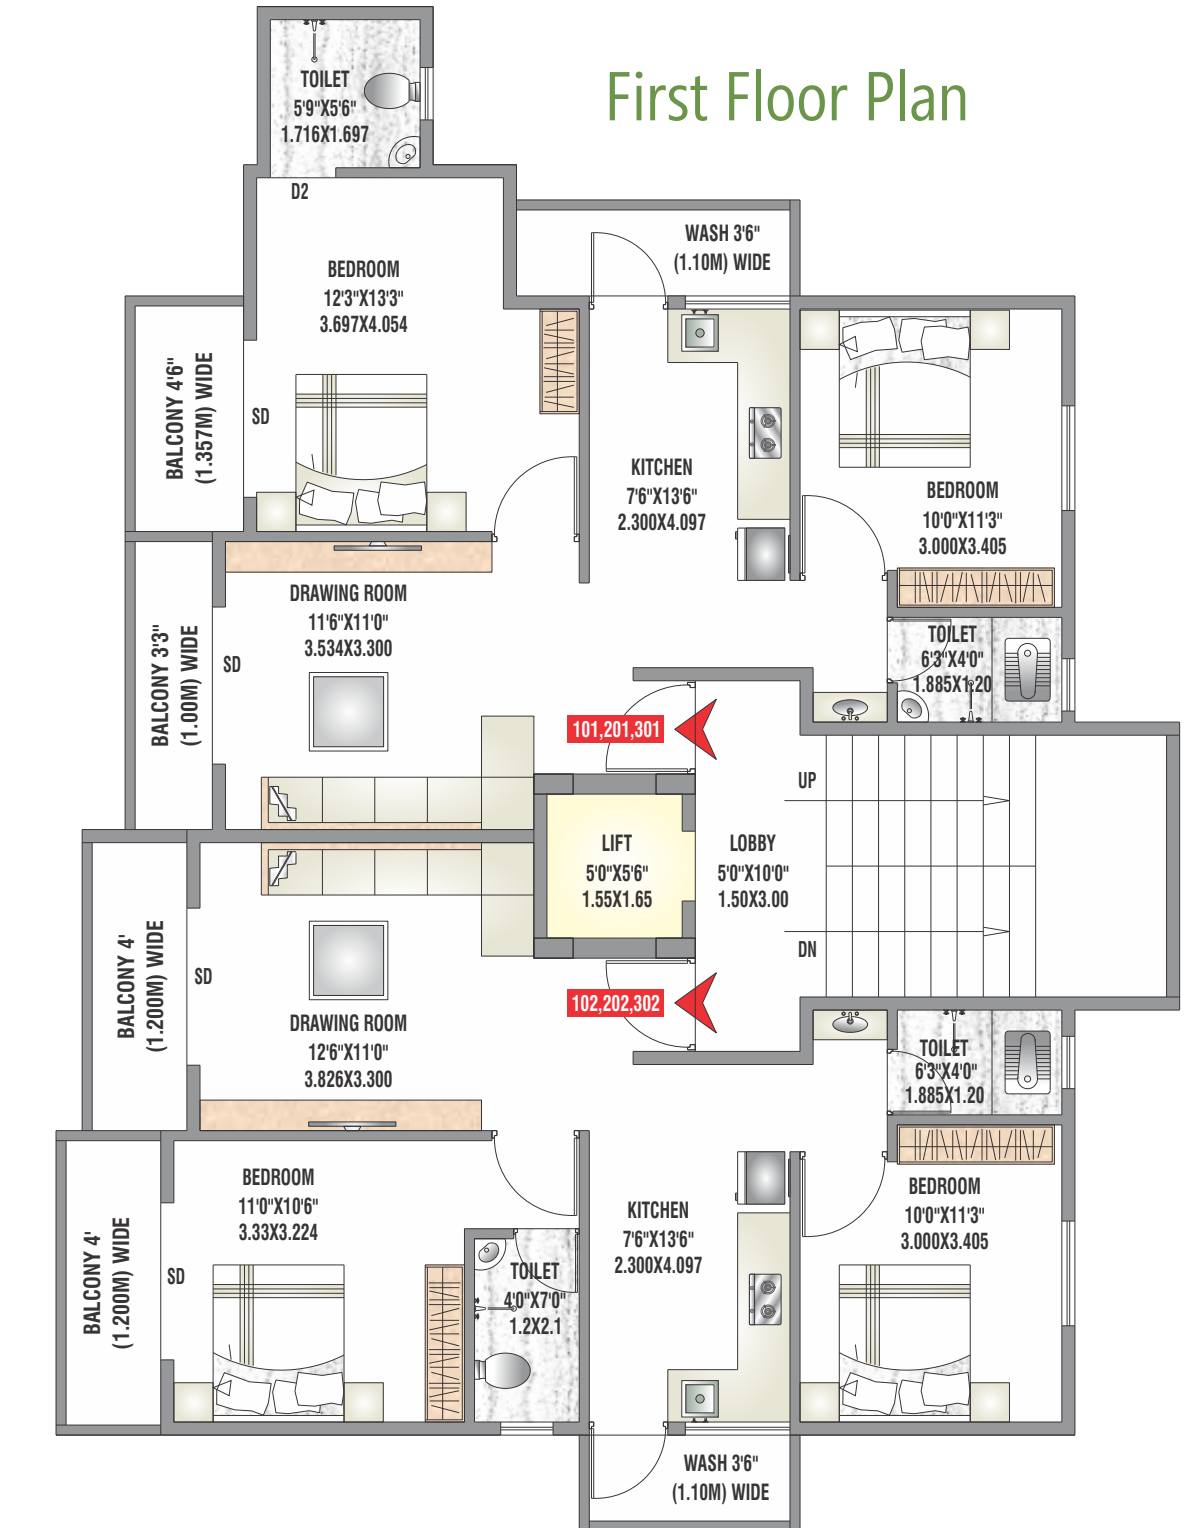 First Floor Plan
TOILET
5'9"X5'6"
1.716X1.697
D2
WASH 3'6"
(1.10M) WIDE
BEDROOM
12'3"X13'3"
3.697X4.054
BALCONY 4'6"
(1.357M) WIDE
SD
KITCHEN
7'6"X13'6"
2.300X4.097
BEDROOM
10'0"X11'3"
3.000X3.405
DRAWING ROOM
11'6"X11'0"
3.534X3.300
BALCONY 3'3"
(1.00M) WIDE
SD
TOILET
6'3"X4'0"
1.885X1.20
101,201,301
UP
LIFT
5'0"X5'6"
1.55X1.65
LOBBY
5'0"X10'0"
1.50X3.00
DN
BALCONY 4'
(1.200M) WIDE
SD
102,202,302
DRAWING ROOM
12'6"X11'0"
3.826X3.300
TOILET
6'3"X4'0"
1.885X1.20
BEDROOM
11'0"X10'6"
3.33X3.224
BALCONY 4'
(1.200M) WIDE
SD
TOILET
4'0"X7'0"
1.2X2.1
KITCHEN
7'6"X13'6"
2.300X4.097
BEDROOM
10'0"X11'3"
3.000X3.405
WASH 3'6"
(1.10M) WIDE